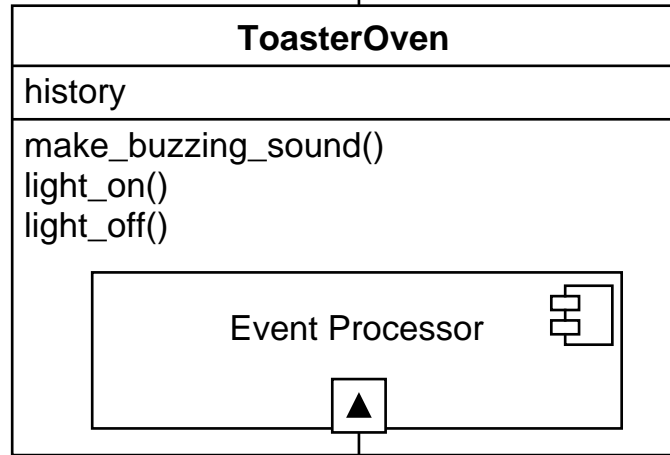 ToasterOven
history
make_buzzing_sound()
light_on()
light_off()
Event Processor